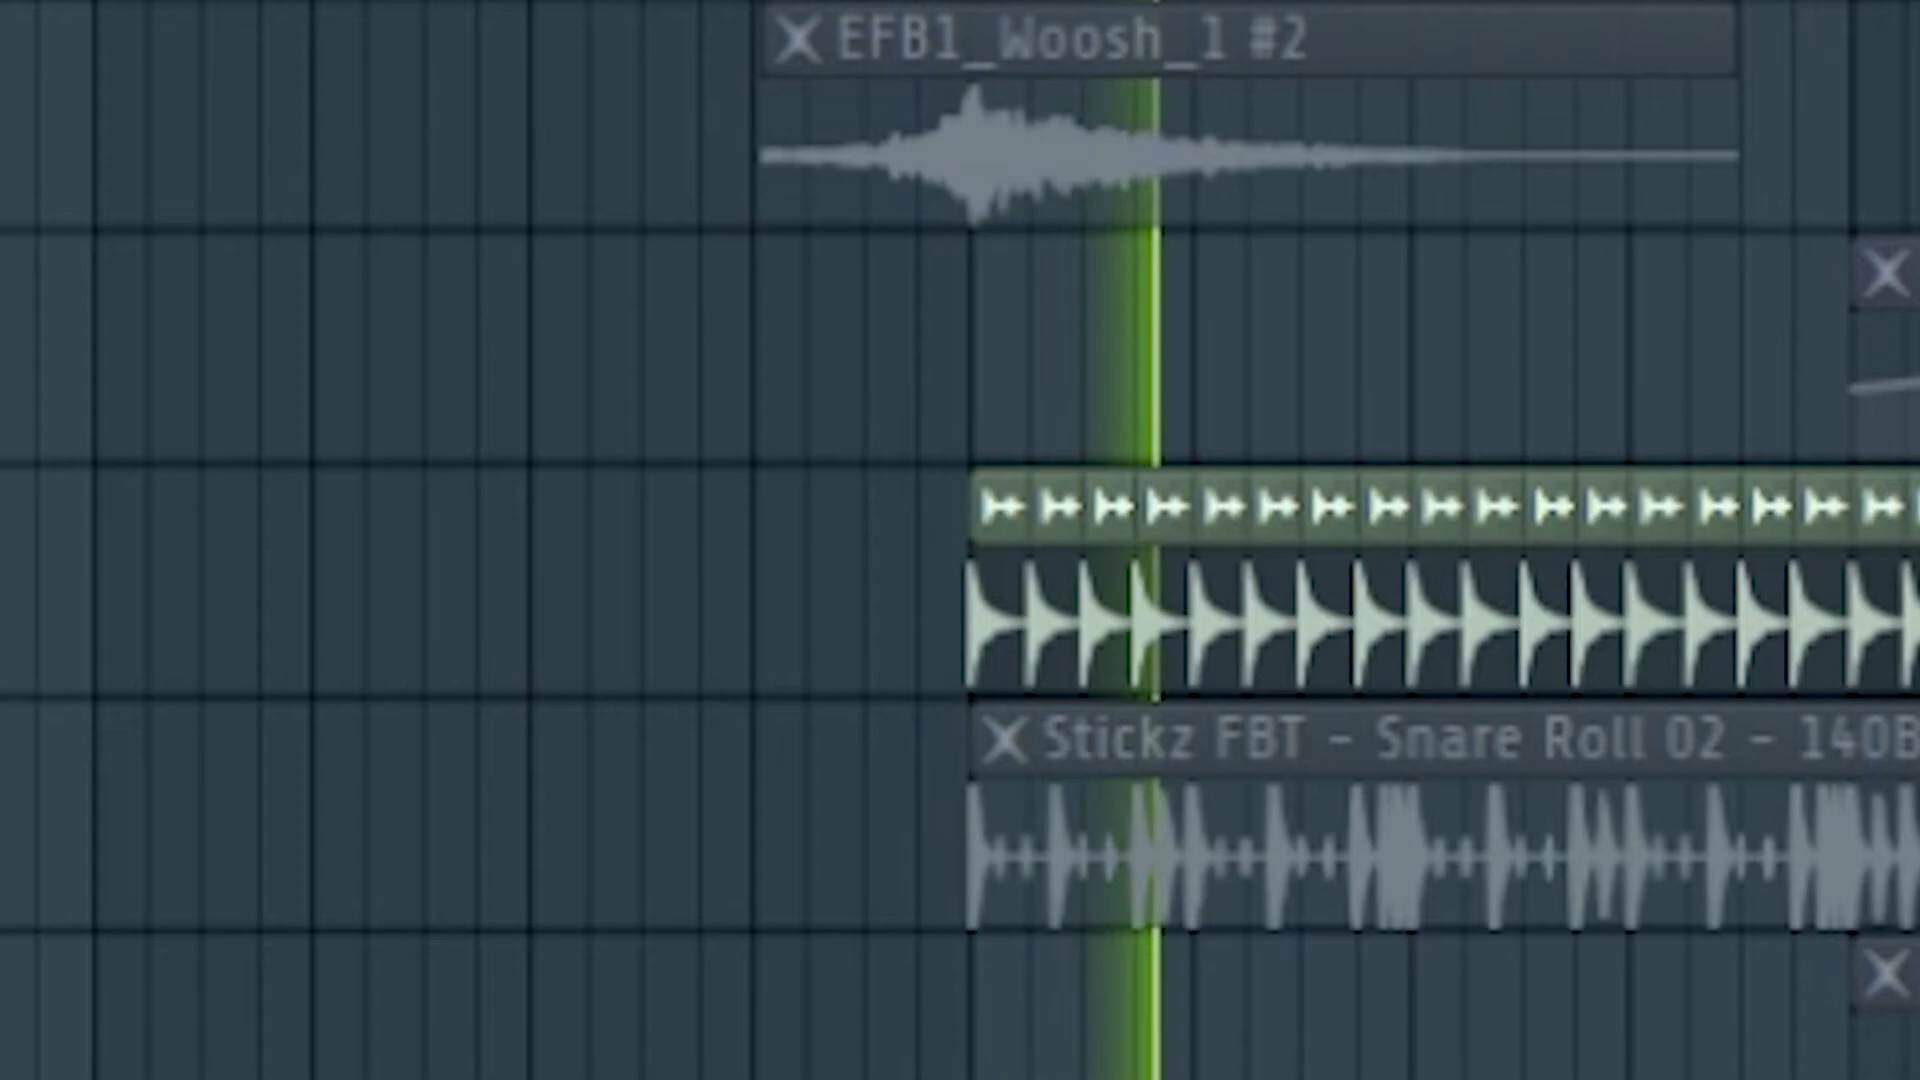 EFB1_Woosh_1 #2
Stickz FBT - Snare Roll 02 - 140B